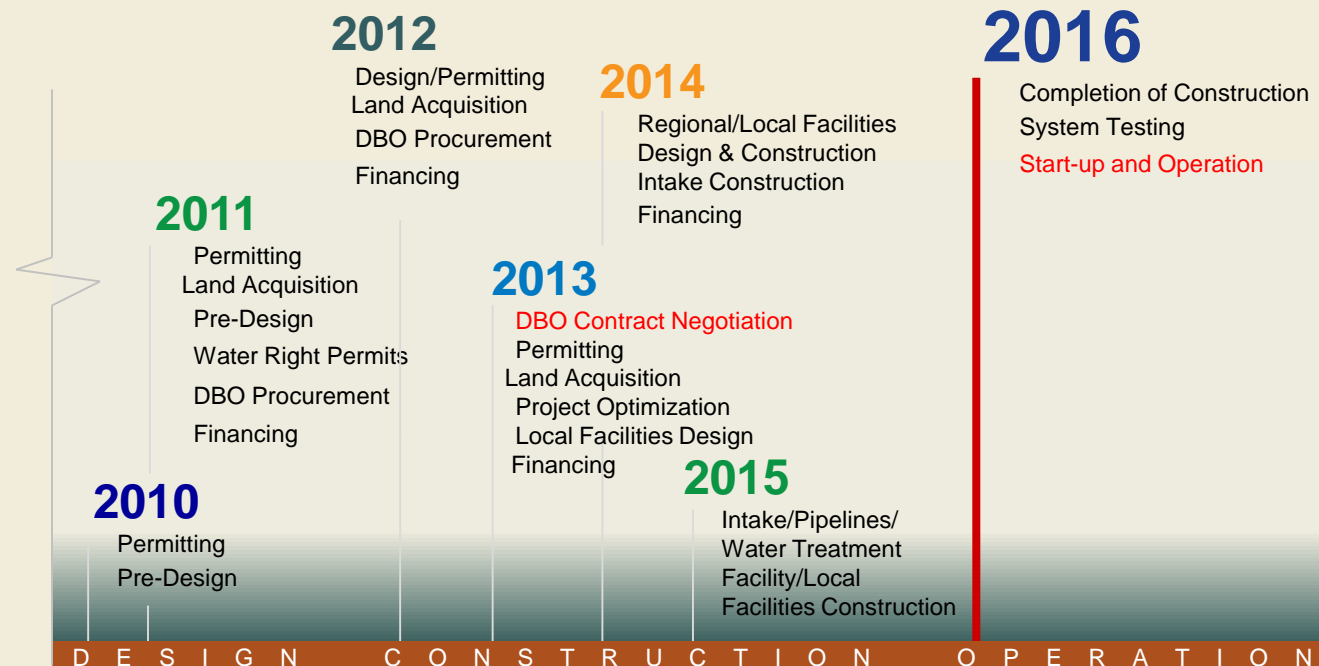 2010
Permitting
Pre-Design
2011
Permitting
Land Acquisition
Pre-Design
Water Right Permits
DBO Procurement
Financing
2012
Design/Permitting
Land Acquisition
DBO Procurement
Financing
2013
DBO Contract Negotiation
Permitting
Land Acquisition
Project Optimization
Local Facilities Design
Financing
2014
Regional/Local Facilities
Design & Construction
Intake Construction
Financing
2015
Intake/Pipelines/
Water Treatment
Facility/Local
Facilities Construction
2016
Completion of Construction
System Testing
Start-up and Operation
DESIGN CONSTRUCTION OPERATION